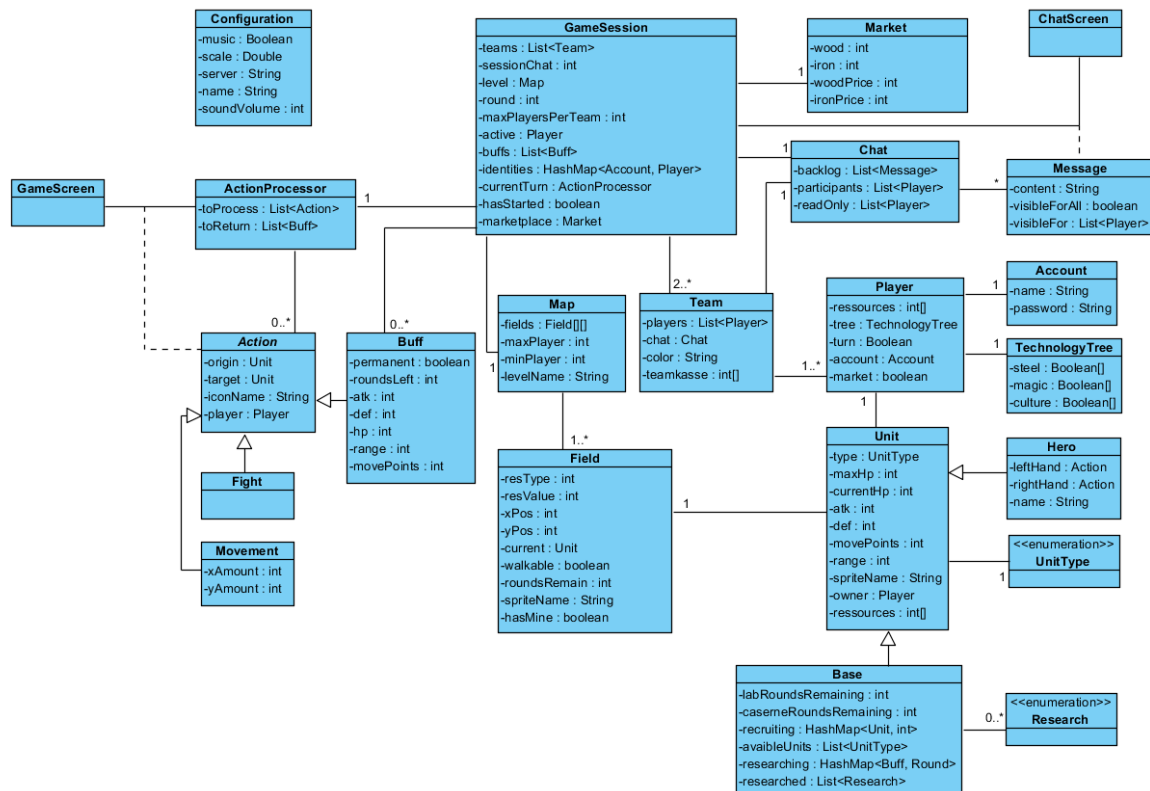 Configuration
-music : Boolean
-scale : Double
-server : String
-name : String
-soundVolume : int
GameSession
-teams : List<Team>
-sessionChat : int
-level : Map
-round : int
-maxPlayersPerTeam : int
-active : Player
-buffs : List<Buff>
-identities : HashMap<Account, Player>
-currentTurn : ActionProcessor
-hasStarted : boolean
-marketplace : Market
Market
-wood : int
-iron : int
-woodPrice : int
-ironPrice : int
1
ChatScreen
GameScreen
ActionProcessor
-toProcess : List<Action>
-toReturn : List<Buff>
1
1
1
Chat
-backlog : List<Message>
-participants : List<Player>
-readOnly : List<Player>
*
Message
-content : String
-visibleForAll : boolean
-visibleFor : List<Player>
0..*
0..*
1
2..*
Action
-origin : Unit
-target : Unit
-iconName : String
-player : Player
Buff
-permanent : boolean
-roundsLeft : int
-atk : int
-def : int
-hp : int
-range : int
-movePoints : int
Map
-fields : Field[][]
-maxPlayer : int
-minPlayer : int
-levelName : String
Team
-players : List<Player>
-chat : Chat
-color : String
-teamkasse : int[]
1..*
Player
-ressources : int[]
-tree : TechnologyTree
-turn : Boolean
-account : Account
-market : boolean
1
Account
-name : String
-password : String
1
TechnologyTree
-steel : Boolean[]
-magic : Boolean[]
-culture : Boolean[]
Fight
Movement
-xAmount : int
-yAmount : int
1..*
Field
-resType : int
-resValue : int
-xPos : int
-yPos : int
-current : Unit
-walkable : boolean
-roundsRemain : int
-spriteName : String
-hasMine : boolean
1
1
Unit
-type : UnitType
-maxHp : int
-currentHp : int
-atk : int
-def : int
-movePoints : int
-range : int
-spriteName : String
-owner : Player
-ressources : int[]
Hero
-leftHand : Action
-rightHand : Action
-name : String
<<enumeration>>
UnitType
1
Base
-labRoundsRemaining : int
-caserneRoundsRemaining : int
-recruiting : HashMap<Unit, int>
-avaibleUnits : List<UnitType>
-researching : HashMap<Buff, Round>
-researched : List<Research>
0..*
<<enumeration>>
Research